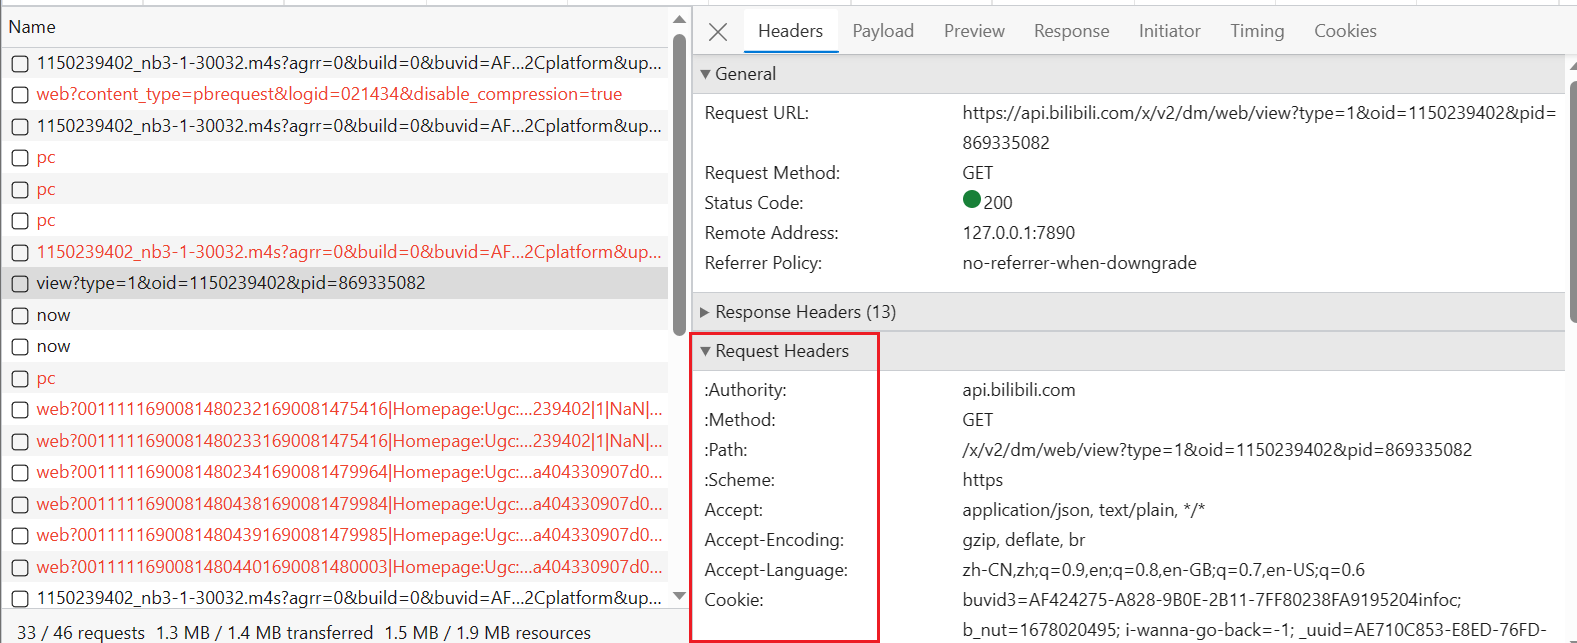 Name
1150239402_nb3-1-30032.m4s?agrr=0&build=0&buvid=AF...2Cplatform&up...
web?content_type=pbrequest&logid=021434&disable_compression=true
1150239402_nb3-1-30032.m4s?agrr=0&build=0&buvid=AF...2Cplatform&up...
pc
pc
pc
1150239402_nb3-1-30032.m4s?agrr=0&build=0&buvid=AF...2Cplatform&up...
view?type=1&oid=1150239402&pid=869335082
now
now
pc
web?00111116900814802321690081475416|Homepage:Ugc:...239402|1|NaN|...
web?00111116900814802331690081475416|Homepage:Ugc:...239402|1|NaN|...
web?00111116900814802341690081479964|Homepage:Ugc:...a404330907d0...
web?00111116900814804381690081479984|Homepage:Ugc:...a404330907d0...
web?00111116900814804391690081479985|Homepage:Ugc:...a404330907d0...
web?00111116900814804401690081480003|Homepage:Ugc:...a404330907d0...
1150239402_nb3-1-30032.m4s?agrr=0&build=0&buvid=AF...2Cplatform&up...
33 / 46 requests 1.3 MB / 1.4 MB transferred 1.5 MB / 1.9 MB resources
Headers Payload Preview Response Initiator Timing Cookies
General
Request URL: https://api.bilibili.com/x/v2/dm/web/view?type=1&oid=1150239402&pid=
869335082
Request Method: GET
Status Code: 200
Remote Address: 127.0.0.1:7890
Referrer Policy: no-referrer-when-downgrade
Response Headers (13)
Request Headers
:Authority: api.bilibili.com
:Method: GET
:Path: /x/v2/dm/web/view?type=1&oid=1150239402&pid=869335082
:Scheme: https
Accept: application/json, text/plain, */*
Accept-Encoding: gzip, deflate, br
Accept-Language: zh-CN,zh;q=0.9,en;q=0.8,en-GB;q=0.7,en-US;q=0.6
Cookie: buvid3=AF424275-A828-9B0E-2B11-7FF80238FA9195204infoc;
b_nut=1678020495; i-wanna-go-back=-1; _uuid=AE710C853-E8ED-76FD-